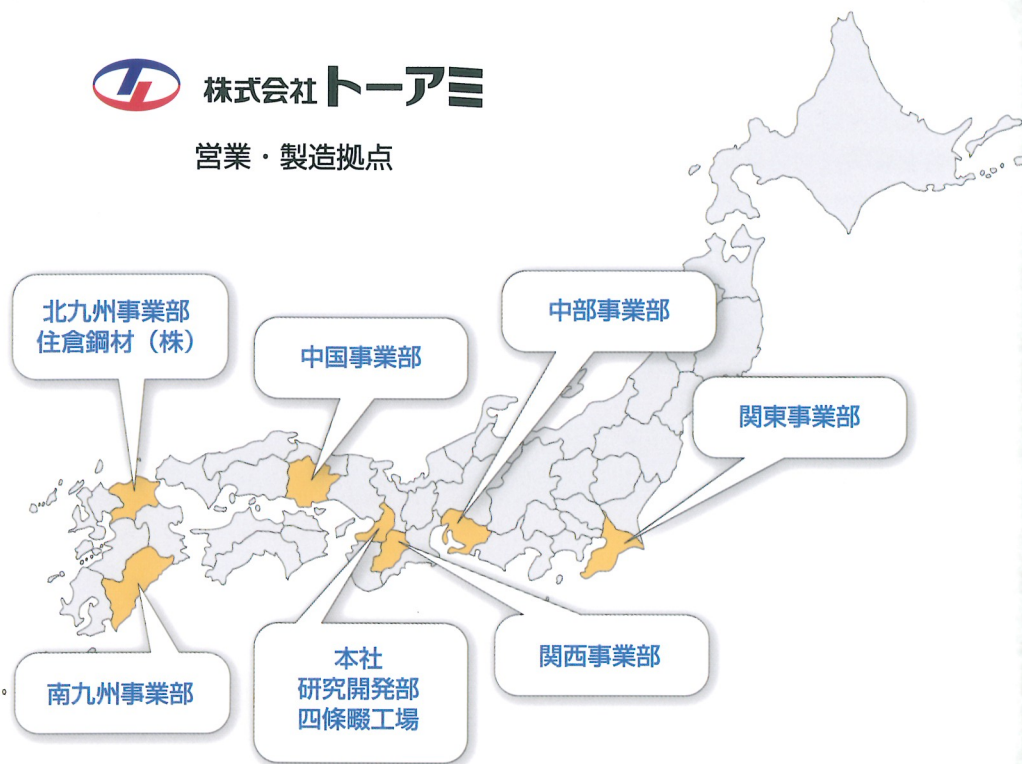 株式会社トーアミ
営業・製造拠点
北九州事業部
住倉鋼材（株）
中国事業部
中部事業部
関東事業部
南九州事業部
本社
研究開発部
四條畷工場
関西事業部